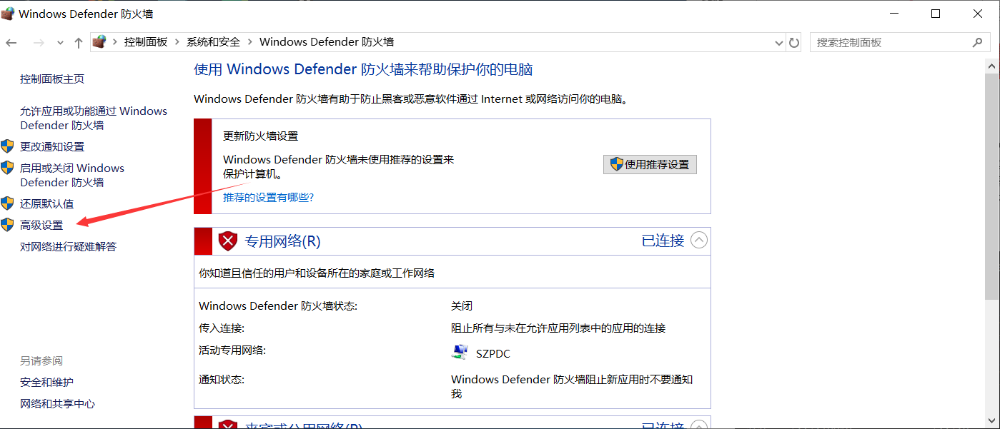 Windows Defender 防火墙
控制面板 系统和安全 Windows Defender 防火墙
搜索控制面板
控制面板主页
允许应用或功能通过 Windows
Defender 防火墙
更改通知设置
启用或关闭 Windows
Defender 防火墙
还原默认值
高级设置
对网络进行疑难解答
另请参阅
安全和维护
网络和共享中心
使用 Windows Defender 防火墙来帮助保护你的电脑
Windows Defender 防火墙有助于防止黑客或恶意软件通过 Internet 或网络访问你的电脑。
更新防火墙设置
Windows Defender 防火墙未使用推荐的设置来
保护计算机。
使用推荐设置
推荐的设置有哪些?
专用网络(R) 已连接
你知道且信任的用户和设备所在的家庭或工作网络
Windows Defender 防火墙状态: 关闭
传入连接: 阻止所有与未在允许应用列表中的应用的连接
活动专用网络: SZPDC
通知状态: Windows Defender 防火墙阻止新应用时不要通知
我
来宾或公用网络(P) 已连接